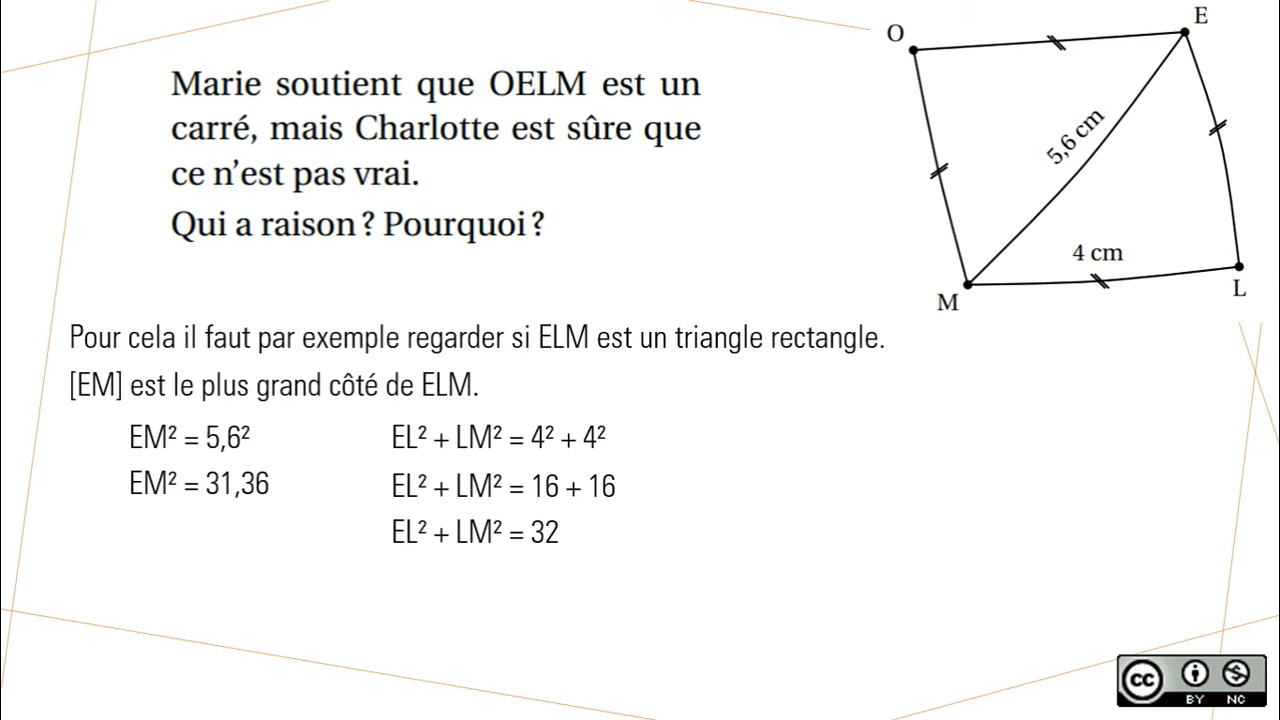 Marie soutient que OELM est un
carré, mais Charlotte est sûre que
ce n'est pas vrai.
Qui a raison ? Pourquoi ?
O
E
5,6 cm
4 cm
M
L
Pour cela il faut par exemple regarder si ELM est un triangle rectangle.
[EM] est le plus grand côté de ELM.
EM² = 5,6²
EM² = 31,36
EL² + LM² = 4² + 4²
EL² + LM² = 16 + 16
EL² + LM² = 32
cc
BY NC